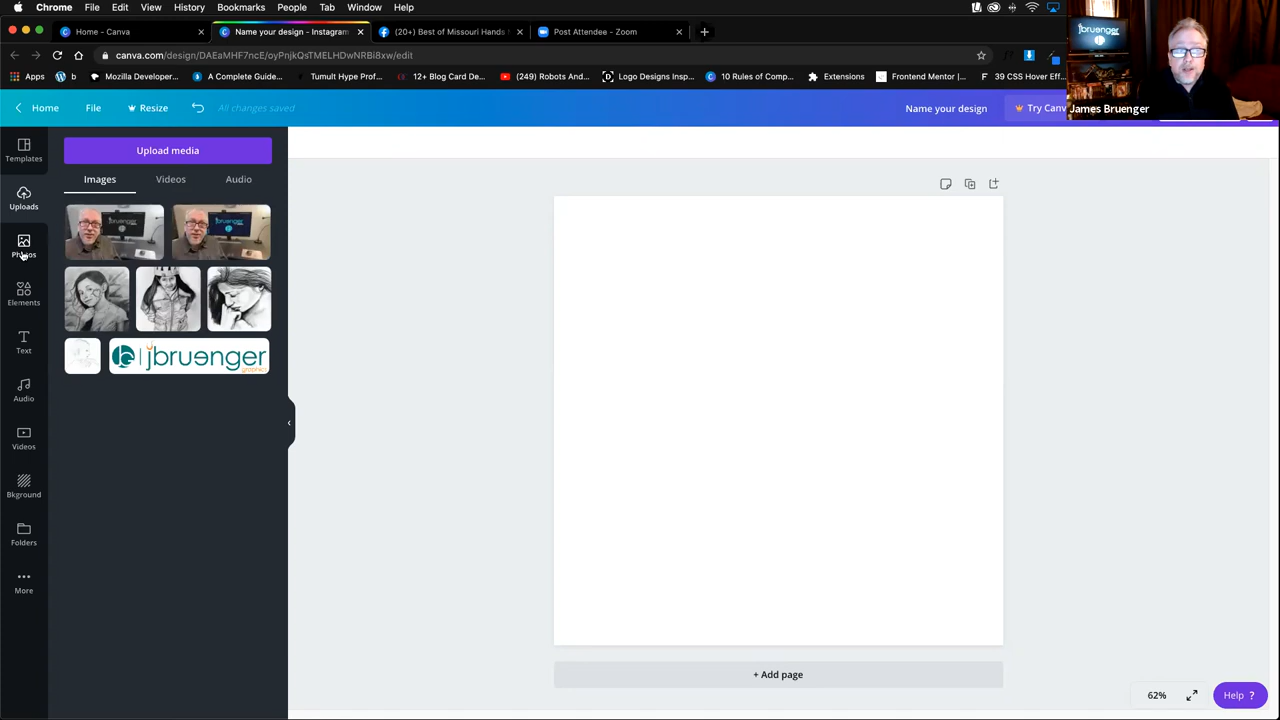 Chrome File Edit View History Bookmarks People Tab Window Help
Home - Canva
Name your design - Instagram
(20+) Best of Missouri Hands
Post Attendee - Zoom
canva.com/design/DAEaMHF7ncE/oyPnjkQsTMELHDwNRBi8xw/edit
Apps
b
Mozilla Developer...
A Complete Guide...
Tumult Hype Prof...
12+ Blog Card De...
(249) Robots And...
Logo Designs Insp...
10 Rules of Comp...
Extensions
Frontend Mentor |...
39 CSS Hover Ef...
jbruenger
James Bruenger
Home
File
Resize
All changes saved
Name your design
Try Canv
Templates
Uploads
Photos
Elements
Text
Audio
Videos
Bkground
Folders
More
Upload media
Images
Videos
Audio
jbruenger
graphics
+ Add page
62%
Help ?